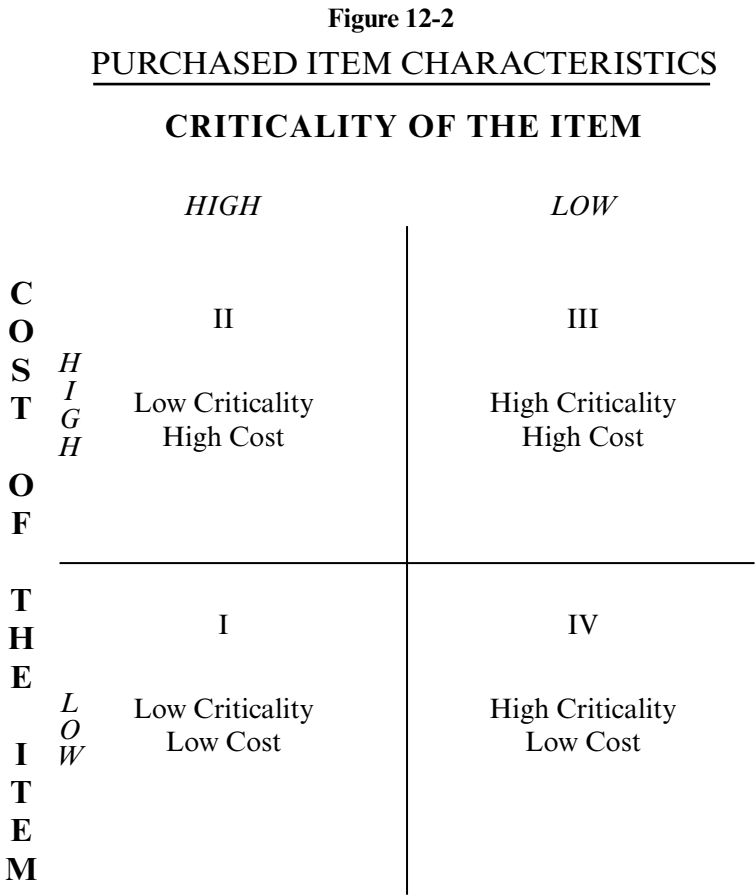 Figure 12-2
PURCHASED ITEM CHARACTERISTICS
CRITICALITY OF THE ITEM
HIGH
LOW
COST OF THE ITEM
HIGH
II
Low Criticality
High Cost
III
High Criticality
High Cost
LOW
I
Low Criticality
Low Cost
IV
High Criticality
Low Cost